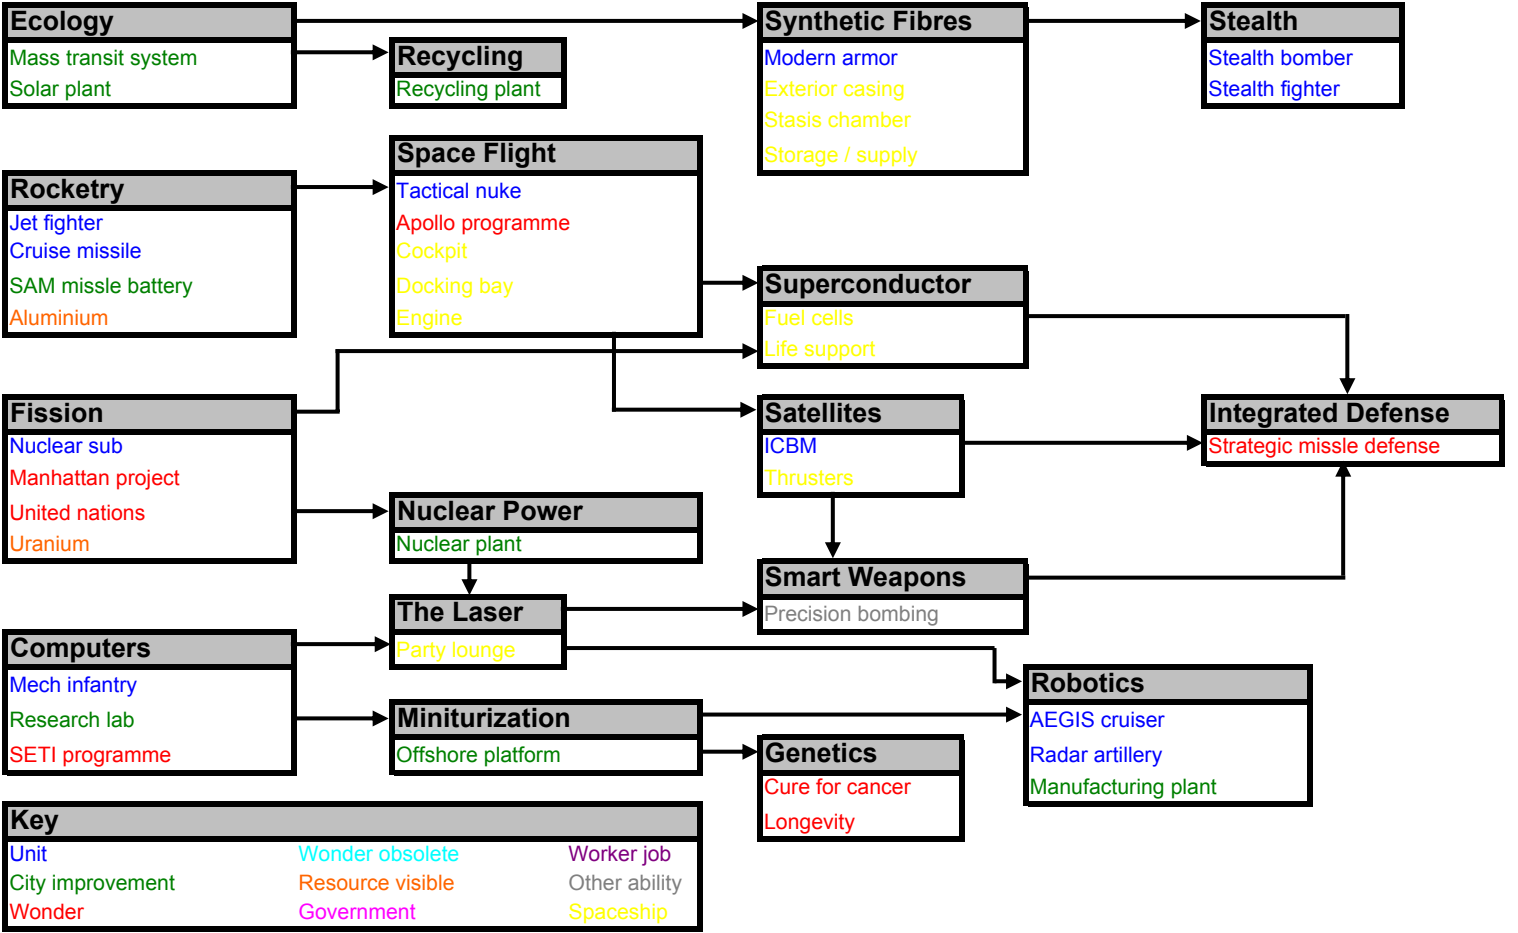 Ecology
Mass transit system
Solar plant
Recycling
Recycling plant
Synthetic Fibres
Modern armor
Exterior casing
Stasis chamber
Storage / supply
Stealth
Stealth bomber
Stealth fighter
Rocketry
Jet fighter
Cruise missile
SAM missle battery
Aluminium
Space Flight
Tactical nuke
Apollo programme
Cockpit
Docking bay
Engine
Superconductor
Fuel cells
Life support
Fission
Nuclear sub
Manhattan project
United nations
Uranium
Satellites
ICBM
Thrusters
Integrated Defense
Strategic missle defense
Nuclear Power
Nuclear plant
Smart Weapons
Precision bombing
The Laser
Party lounge
Computers
Mech infantry
Research lab
SETI programme
Miniturization
Offshore platform
Robotics
AEGIS cruiser
Radar artillery
Manufacturing plant
Genetics
Cure for cancer
Longevity
Key
Unit
Wonder obsolete
Worker job
City improvement
Resource visible
Other ability
Wonder
Government
Spaceship